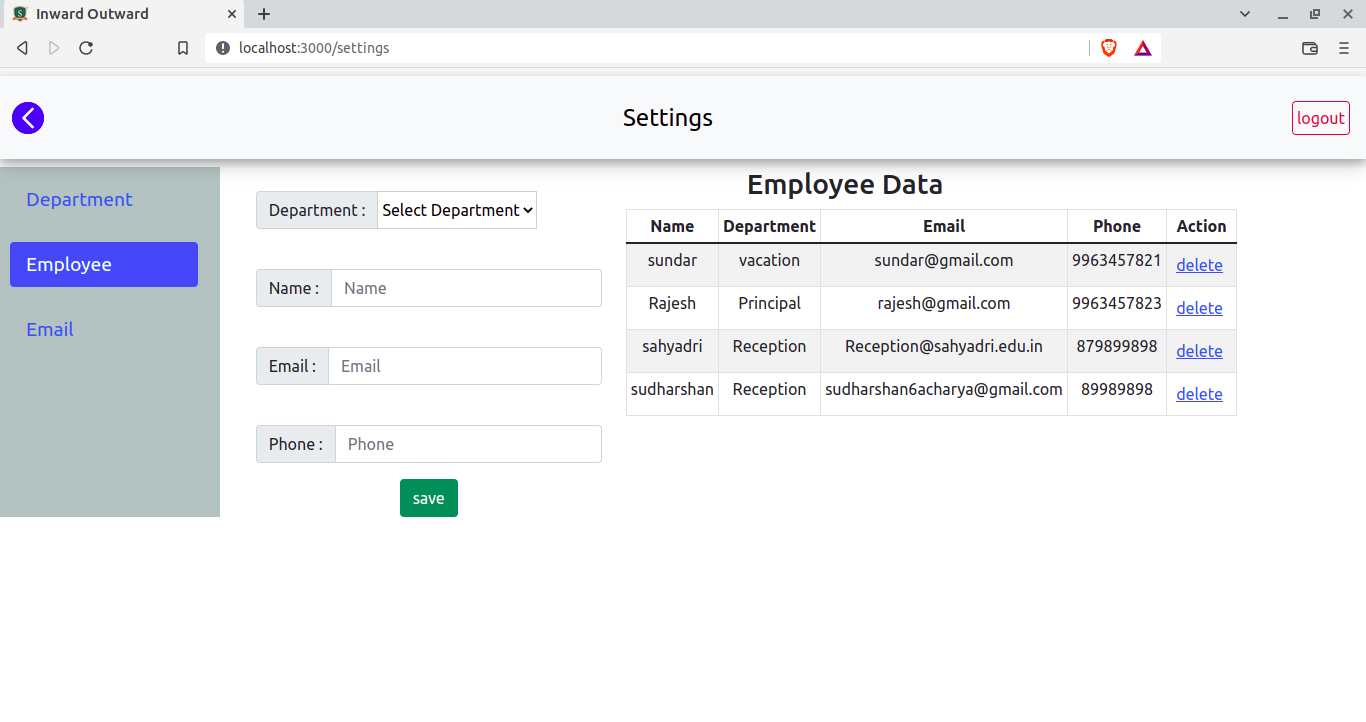 Inward Outward
localhost:3000/settings
Settings
logout
Department
Employee
Email
Department :
Select Department
Name :
Name
Email :
Email
Phone :
Phone
save
Employee Data
Name Department Email Phone Action
sundar vacation sundar@gmail.com 9963457821 delete
Rajesh Principal rajesh@gmail.com 9963457823 delete
sahyadri Reception Reception@sahyadri.edu.in 879899898 delete
sudharshan Reception sudharshan6acharya@gmail.com 89989898 delete